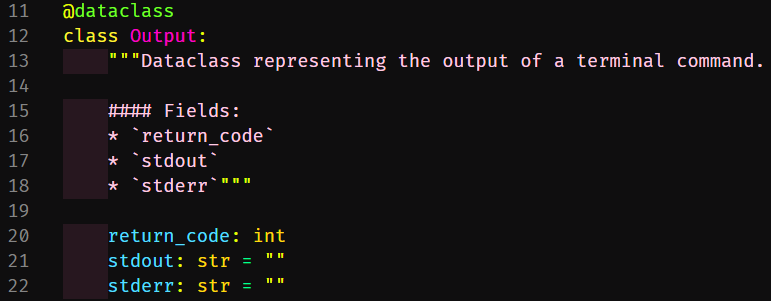 11 @dataclass
12 class Output:
13     """Dataclass representing the output of a terminal command.
14
15     #### Fields:
16     * `return_code`
17     * `stdout`
18     * `stderr`"""
19
20     return_code: int
21     stdout: str = ""
22     stderr: str = ""